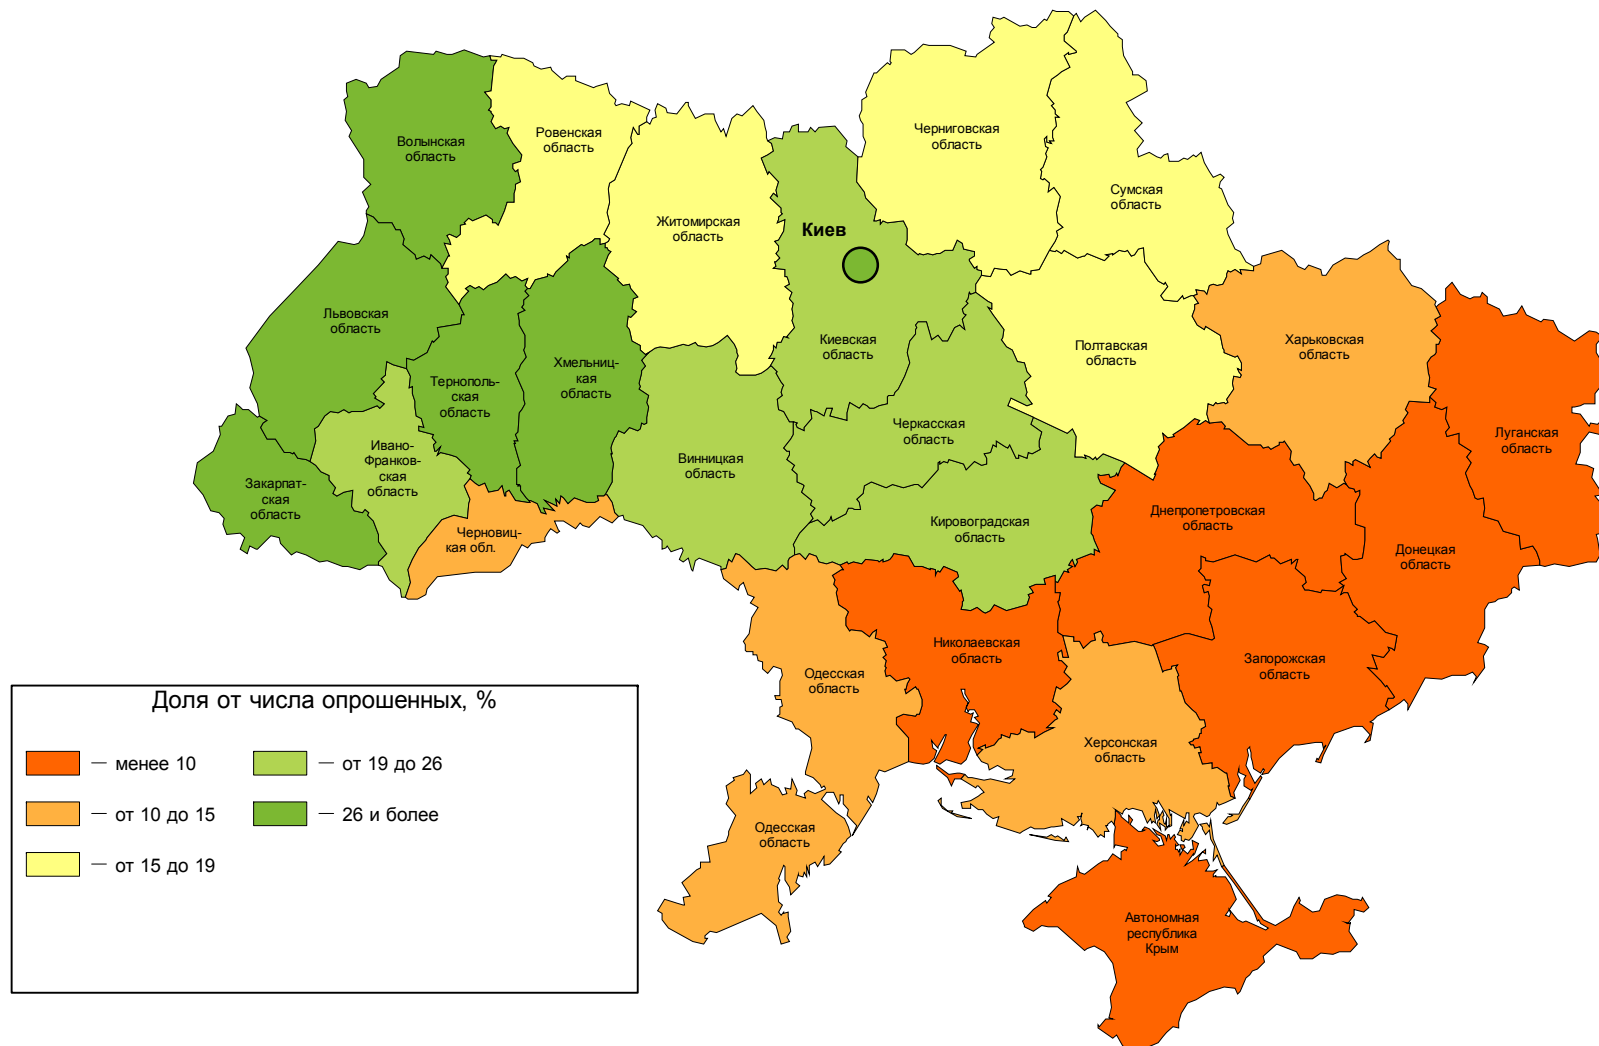 Волынская
область
Ровенская
область
Житомирская
область
Киев
Киевская
область
Черниговская
область
Сумская
область
Львовская
область
Тернополь-
ская
область
Хмельниц-
кая
область
Полтавская
область
Харьковская
область
Луганская
область
Закарпат-
ская
область
Ивано-
Франков-
ская
область
Черновиц-
кая обл.
Винницкая
область
Черкасская
область
Кировоградская
область
Днепропетровская
область
Донецкая
область
Одесская
область
Николаевская
область
Запорожская
область
Херсонская
область
Одесская
область
Автономная
республика
Крым
Доля от числа опрошенных, %
— менее 10
— от 10 до 15
— от 15 до 19
— от 19 до 26
— 26 и более